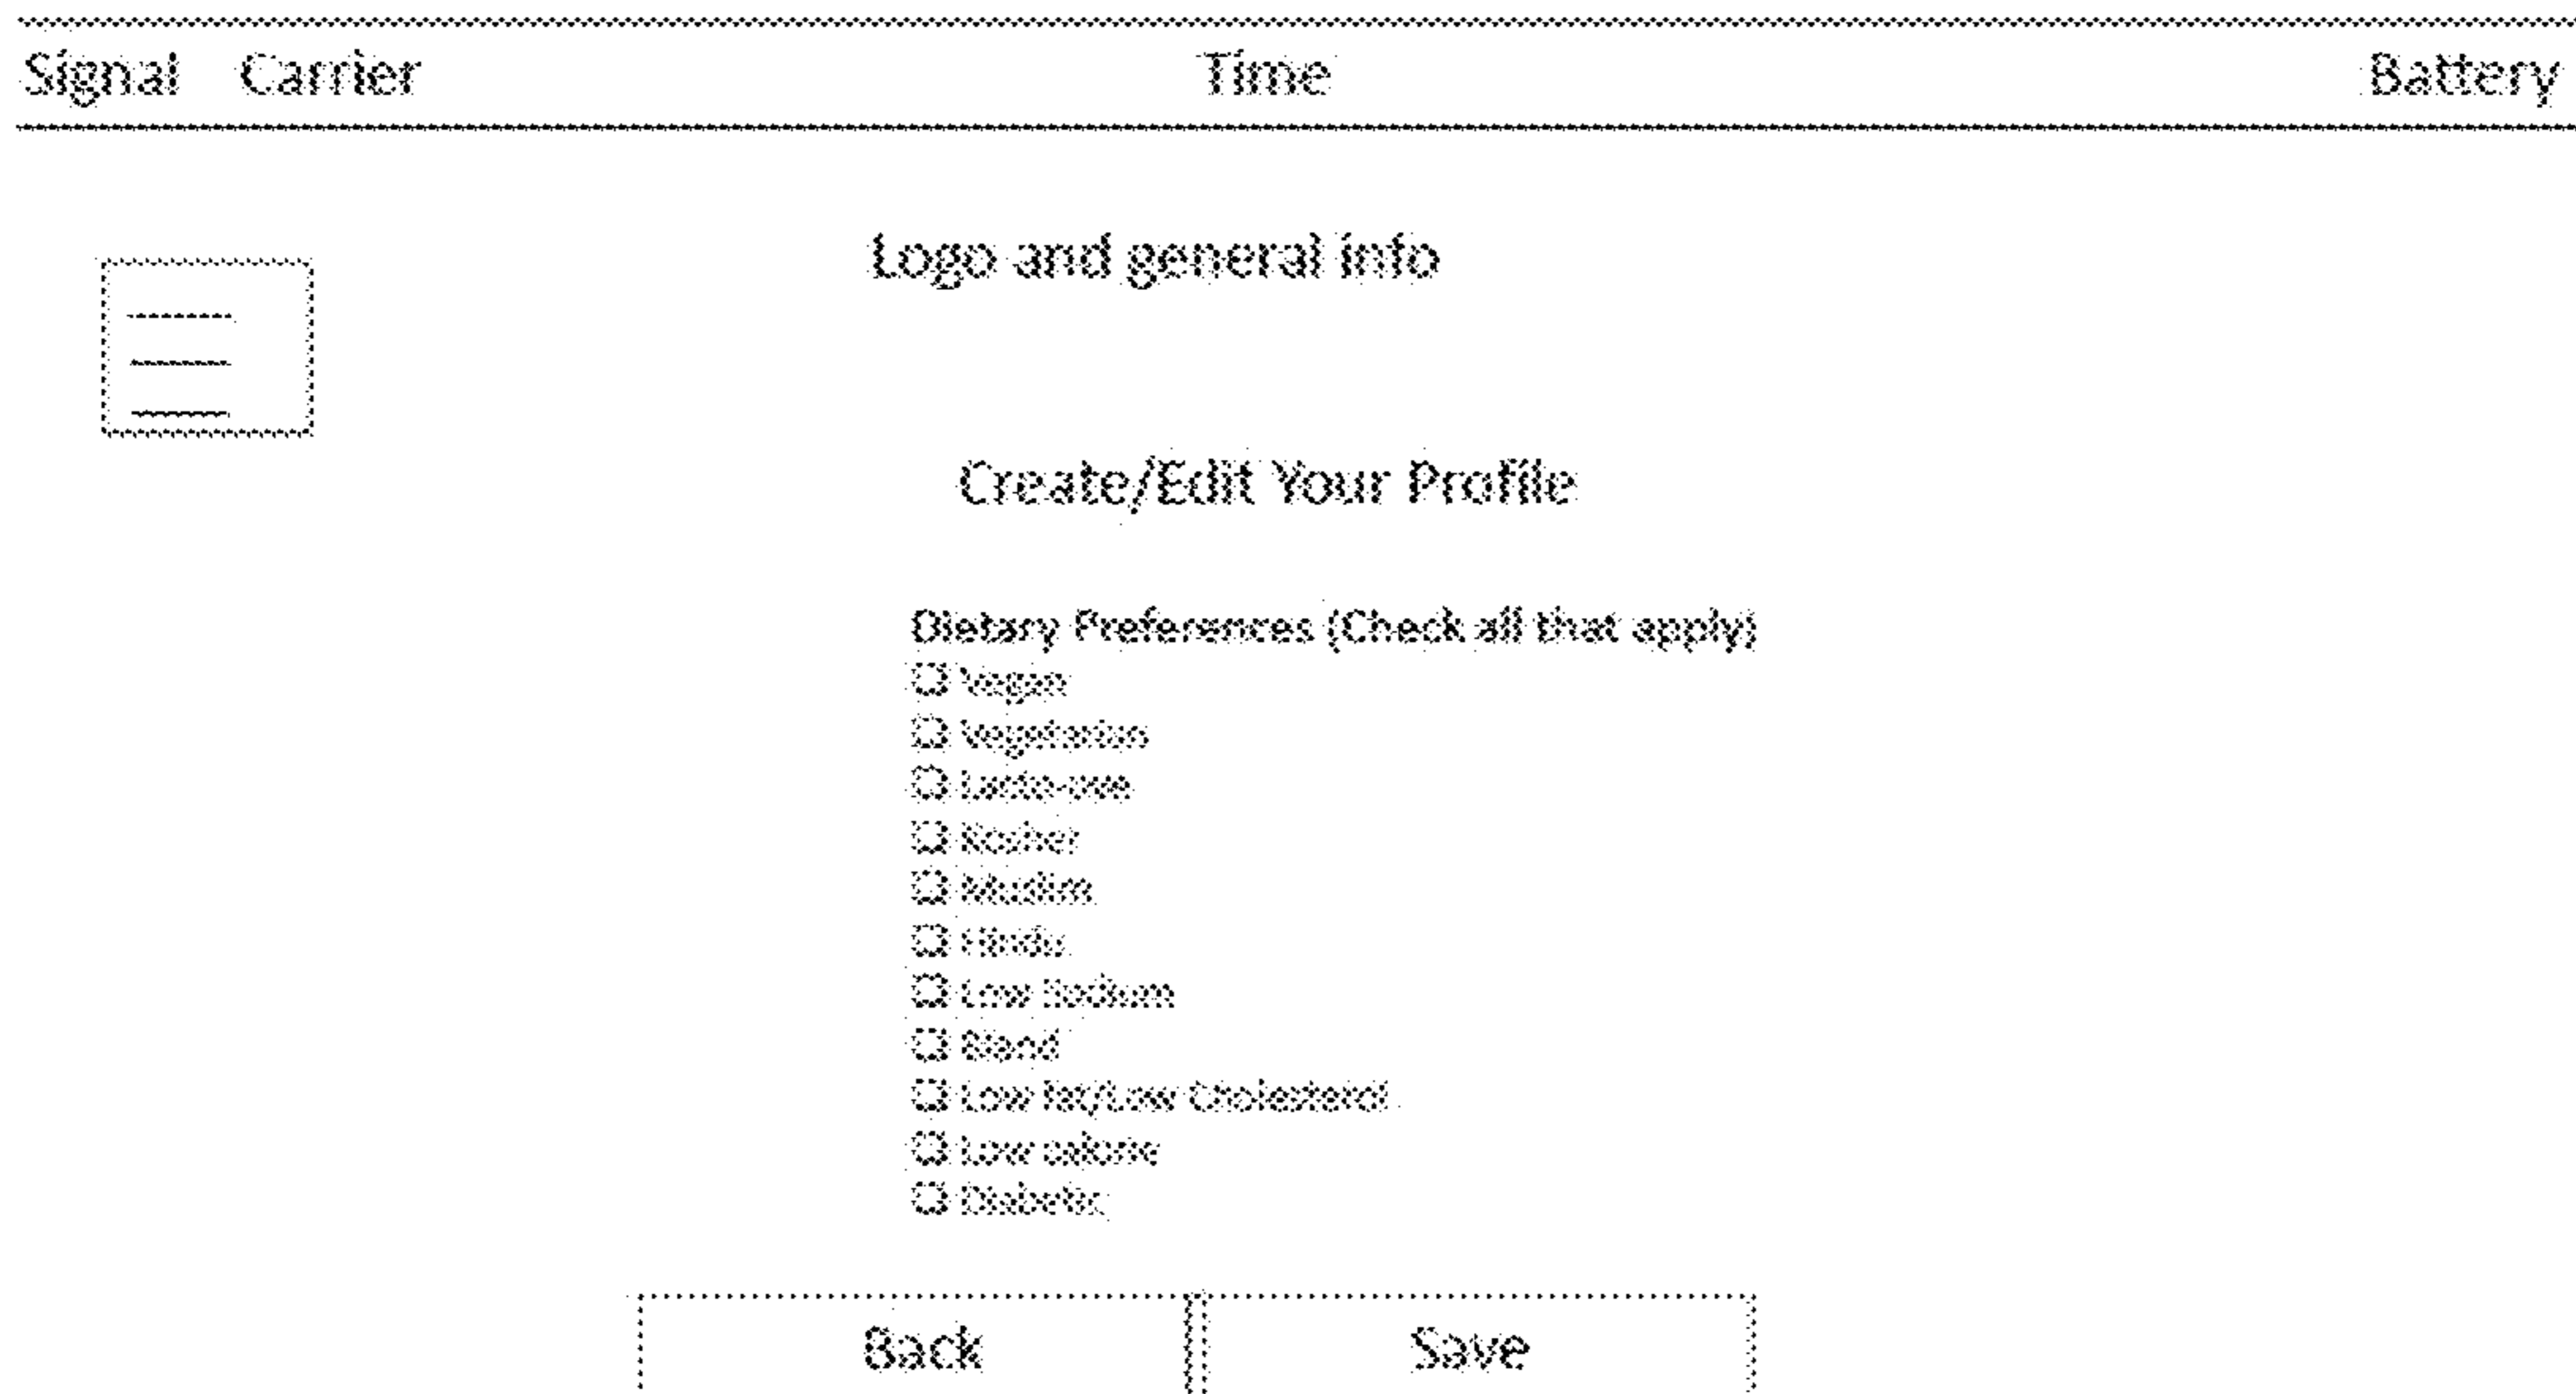 Signal Carrier Time Battery
Logo and general info
Create/Edit Your Profile
Dietary Preferences (Check all that apply)
Vegan
Vegetarian
Lacto-ovo
Kosher
Muslim
Hindu
Low Sodium
Bland
Low fat/Low Cholesterol
Low calorie
Diabetic
Back Save